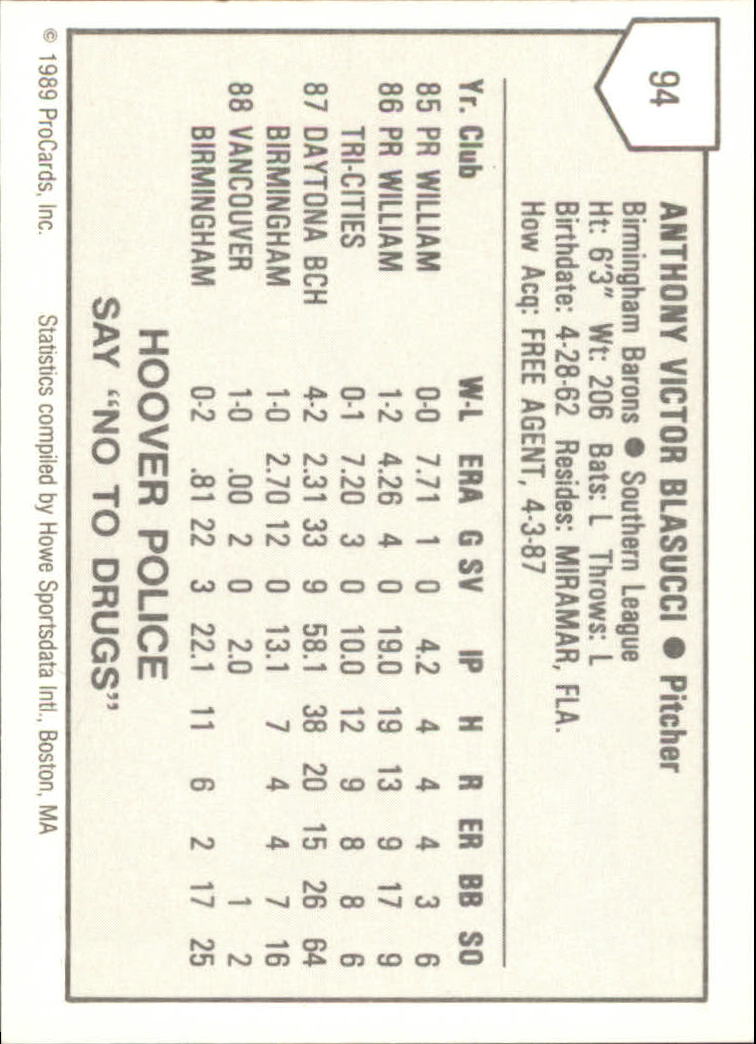 94
ANTHONY VICTOR BLASUCCI ● Pitcher
Birmingham Barons ● Southern League
Ht: 6'3" Wt: 206 Bats: L Throws: L
Birthdate: 4-28-62 Resides: MIRAMAR, FLA.
How Acq: FREE AGENT, 4-3-87
Yr. Club W-L ERA G SV IP H R ER BB SO
85 PR WILLIAM 0-0 7.71 1 0 4.2 4 4 4 3 6
86 PR WILLIAM 1-2 4.26 4 0 19.0 19 13 9 17 9
TRI-CITIES 0-1 7.20 3 0 10.0 12 9 8 8 6
87 DAYTONA BCH 4-2 2.31 33 9 58.1 38 20 15 26 64
BIRMINGHAM 1-0 2.70 12 0 13.1 7 4 4 7 16
88 VANCOUVER 1-0 .00 2 0 2.0 1 2
BIRMINGHAM 0-2 .81 22 3 22.1 11 6 2 17 25
HOOVER POLICE
SAY “NO TO DRUGS”
© 1989 ProCards, Inc. Statistics compiled by Howe Sportsdata Intl., Boston, MA